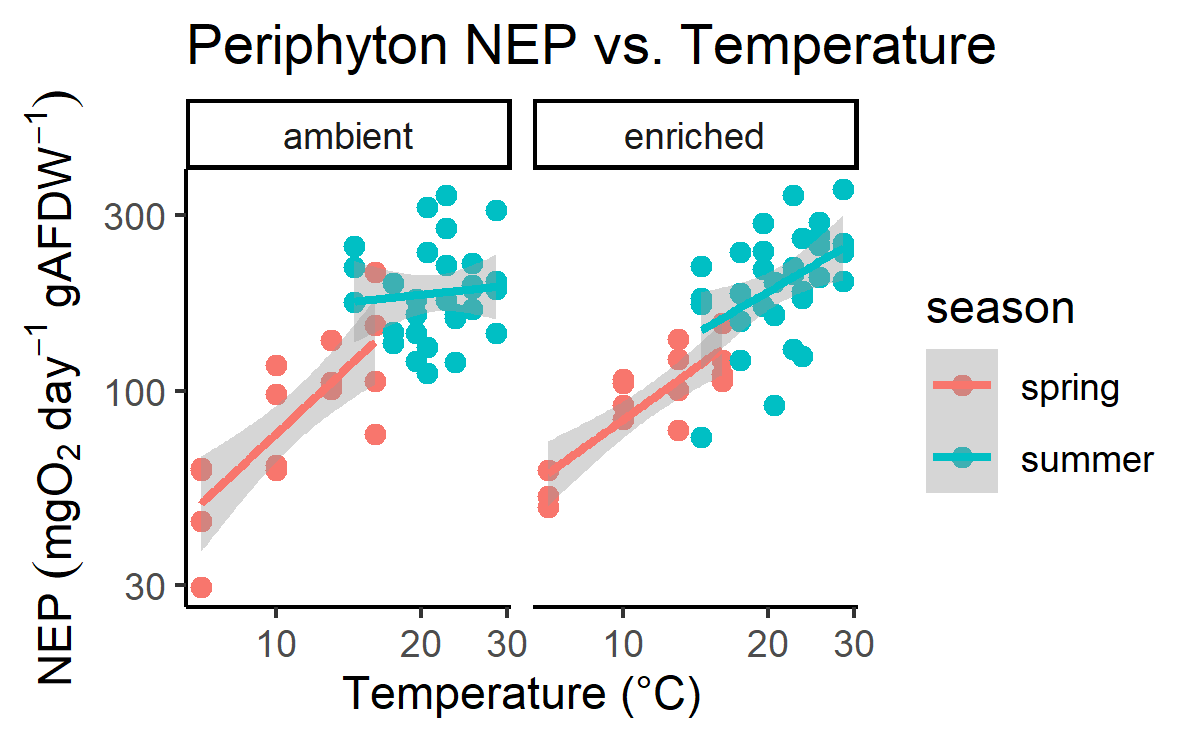 Periphyton NEP vs. Temperature
ambient
enriched
NEP (mgO₂ day⁻¹ gAFDW⁻¹)
300
100
30
10 20 30
10 20 30
Temperature (°C)
season
spring
summer